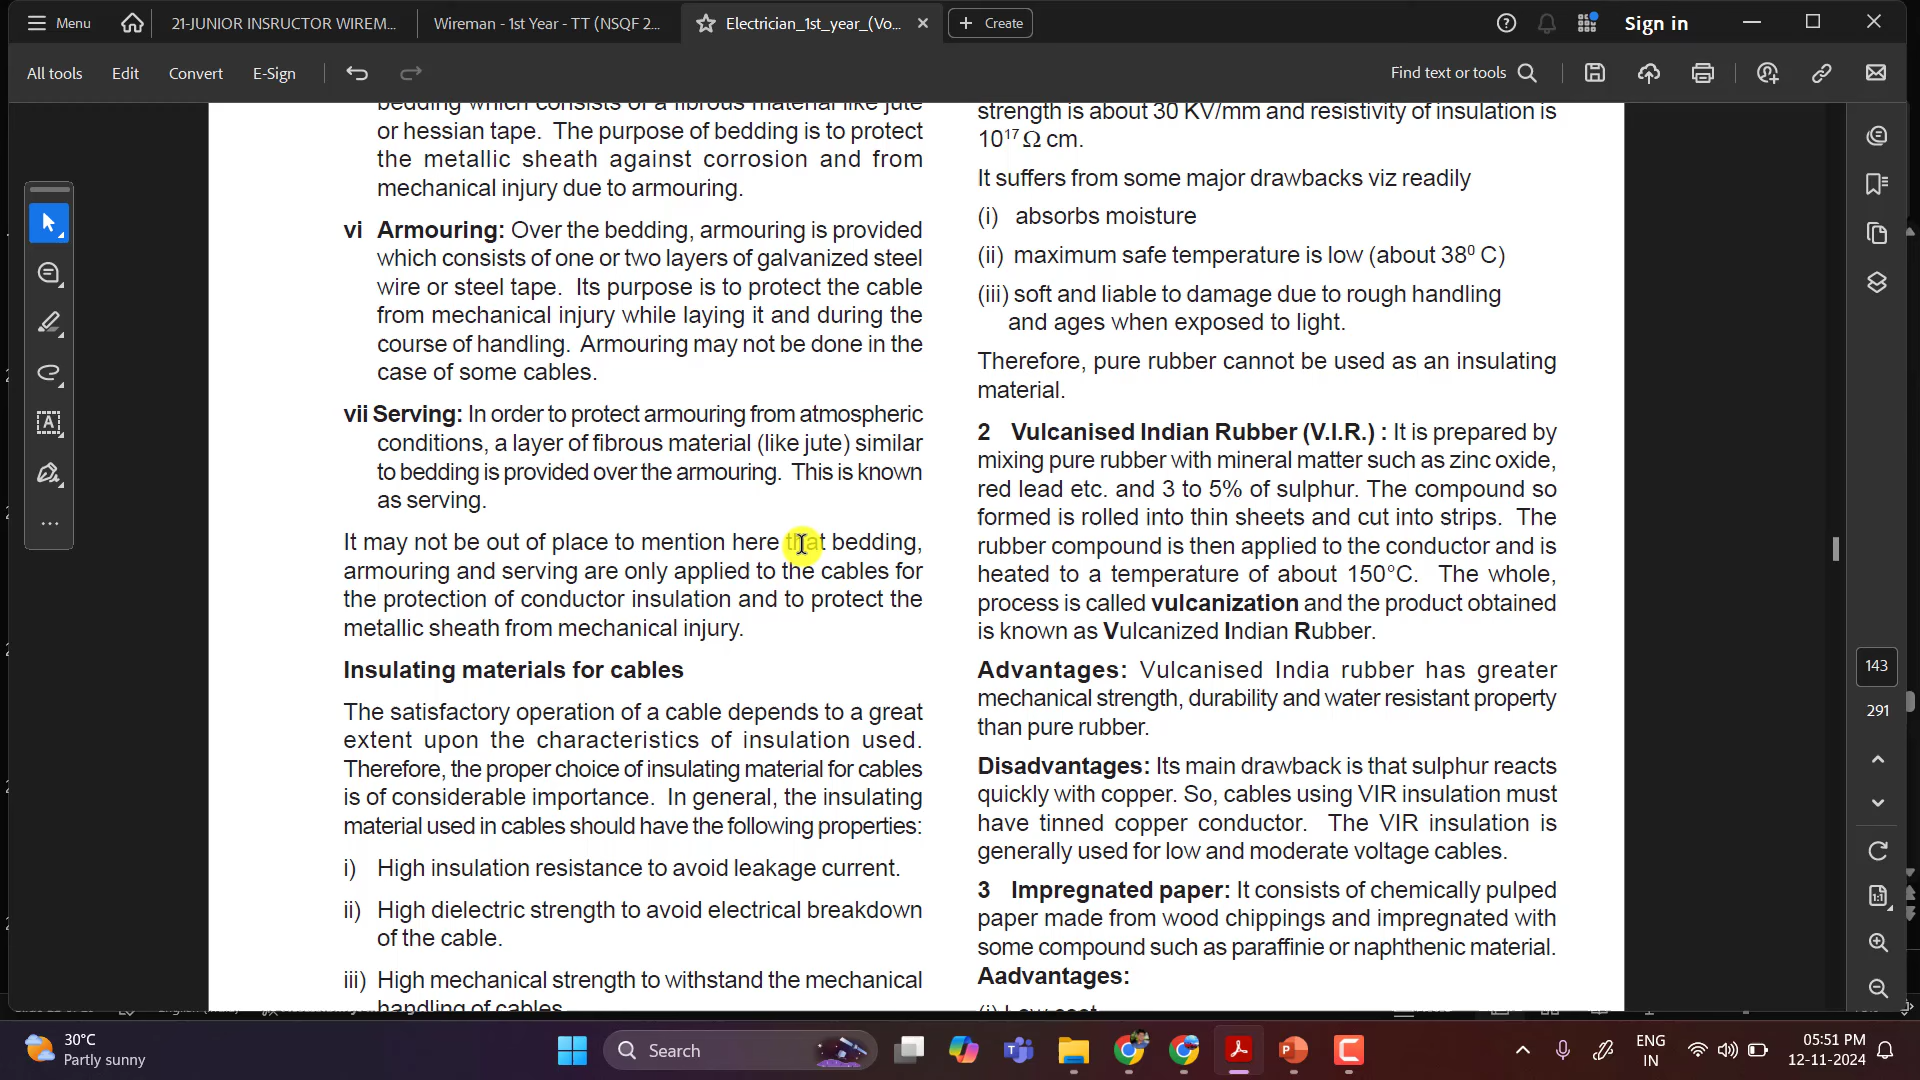 Menu
21-JUNIOR INSRUCTOR WIREM...
Wireman - 1st Year - TT (NSQF 2...
Electrician_1st_year_(Vo...
Create
Sign in
All tools
Edit
Convert
E-Sign
Find text or tools
bedding which consists of a fibrous material like jute
or hessian tape. The purpose of bedding is to protect
the metallic sheath against corrosion and from
mechanical injury due to armouring.
vi Armouring: Over the bedding, armouring is provided
which consists of one or two layers of galvanized steel
wire or steel tape. Its purpose is to protect the cable
from mechanical injury while laying it and during the
course of handling. Armouring may not be done in the
case of some cables.
vii Serving: In order to protect armouring from atmospheric
conditions, a layer of fibrous material (like jute) similar
to bedding is provided over the armouring. This is known
as serving.
It may not be out of place to mention here that bedding,
armouring and serving are only applied to the cables for
the protection of conductor insulation and to protect the
metallic sheath from mechanical injury.
Insulating materials for cables
The satisfactory operation of a cable depends to a great
extent upon the characteristics of insulation used.
Therefore, the proper choice of insulating material for cables
is of considerable importance. In general, the insulating
material used in cables should have the following properties:
i) High insulation resistance to avoid leakage current.
ii) High dielectric strength to avoid electrical breakdown
of the cable.
iii) High mechanical strength to withstand the mechanical
handling of cables.
strength is about 30 KV/mm and resistivity of insulation is
10¹⁷ Ω cm.
It suffers from some major drawbacks viz readily
(i) absorbs moisture
(ii) maximum safe temperature is low (about 38⁰ C)
(iii) soft and liable to damage due to rough handling
and ages when exposed to light.
Therefore, pure rubber cannot be used as an insulating
material.
2 Vulcanised Indian Rubber (V.I.R.) : It is prepared by
mixing pure rubber with mineral matter such as zinc oxide,
red lead etc. and 3 to 5% of sulphur. The compound so
formed is rolled into thin sheets and cut into strips. The
rubber compound is then applied to the conductor and is
heated to a temperature of about 150°C. The whole,
process is called vulcanization and the product obtained
is known as Vulcanized Indian Rubber.
Advantages: Vulcanised India rubber has greater
mechanical strength, durability and water resistant property
than pure rubber.
Disadvantages: Its main drawback is that sulphur reacts
quickly with copper. So, cables using VIR insulation must
have tinned copper conductor. The VIR insulation is
generally used for low and moderate voltage cables.
3 Impregnated paper: It consists of chemically pulped
paper made from wood chippings and impregnated with
some compound such as paraffinie or naphthenic material.
Aadvantages:
(i) Low cost
143
291
30°C
Partly sunny
Search
ENG
IN
05:51 PM
12-11-2024